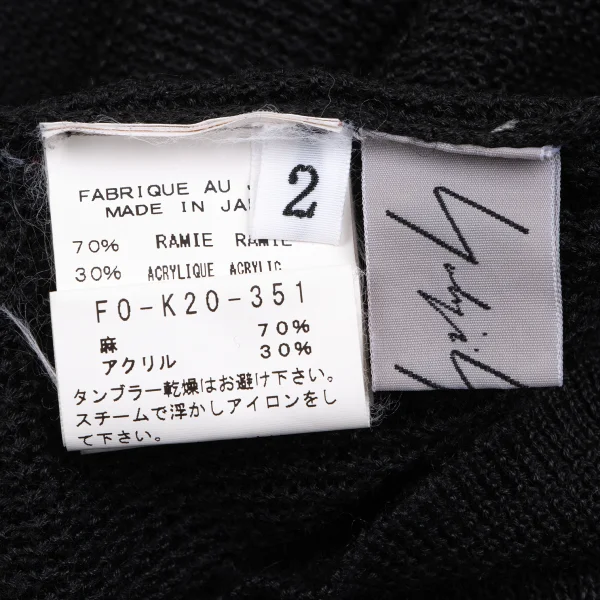 FABRIQUE AU
MADE IN JA
2
70% RAMIE RAMIE
30% ACRYLIQUE ACRYLIC
FO-K20-351
麻 70%
アクリル 30%
タンブラー乾燥はお避け下さい。
スチームで浮かしアイロンをし
て下さい。